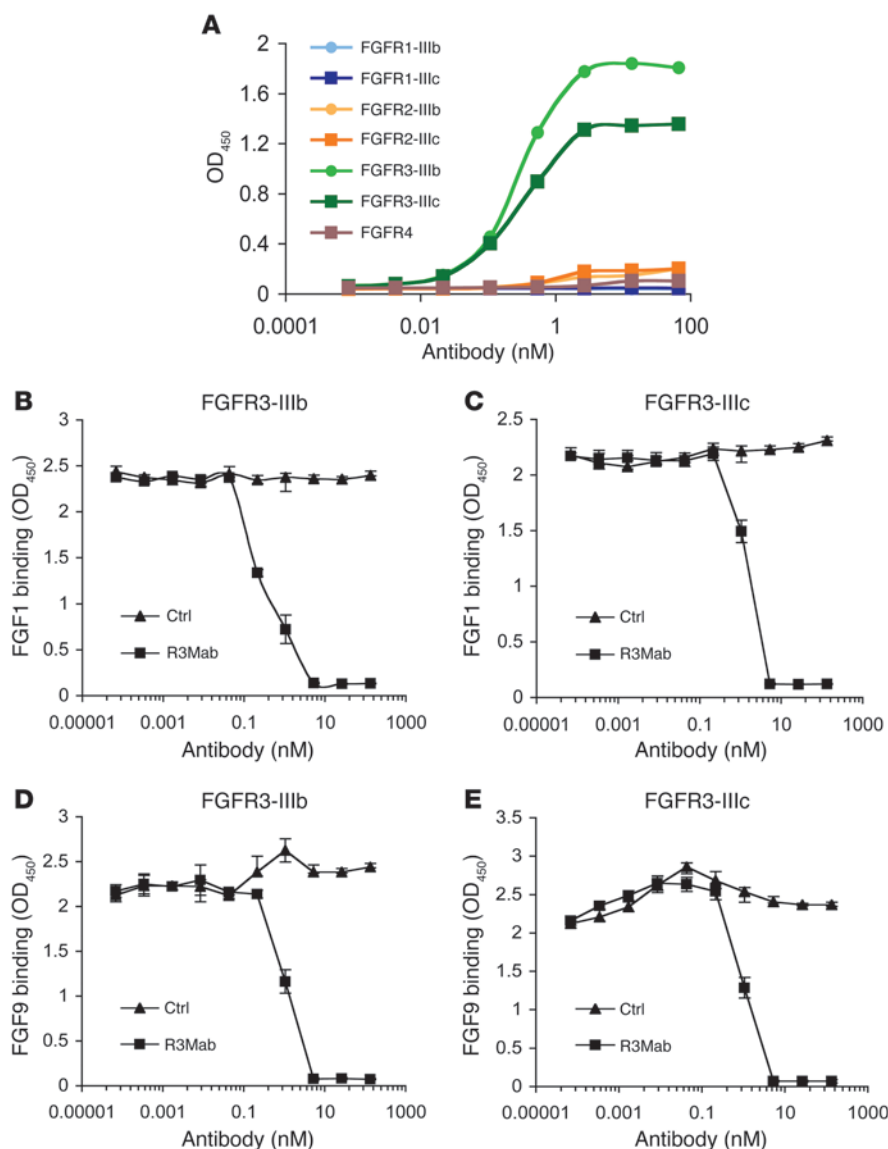 A
FGFR1-IIIb
FGFR1-IIIc
FGFR2-IIIb
FGFR2-IIIc
FGFR3-IIIb
FGFR3-IIIc
FGFR4
OD450
2
1.6
1.2
0.8
0.4
0
0.0001 0.01 1 100
Antibody (nM)
B
FGFR3-IIIb
FGF1 binding (OD450)
3
2.5
2
1.5
1
0.5
0
Ctrl
R3Mab
0.00001 0.001 0.1 10 1000
Antibody (nM)
C
FGFR3-IIIc
FGF1 binding (OD450)
2.5
2
1.5
1
0.5
0
Ctrl
R3Mab
0.00001 0.001 0.1 10 1000
Antibody (nM)
D
FGFR3-IIIb
FGF9 binding (OD450)
3
2.5
2
1.5
1
0.5
0
Ctrl
R3Mab
0.00001 0.001 0.1 10 1000
Antibody (nM)
E
FGFR3-IIIc
FGF9 binding (OD450)
3.5
3
2.5
2
1.5
1
0.5
0
Ctrl
R3Mab
0.00001 0.001 0.1 10 1000
Antibody (nM)